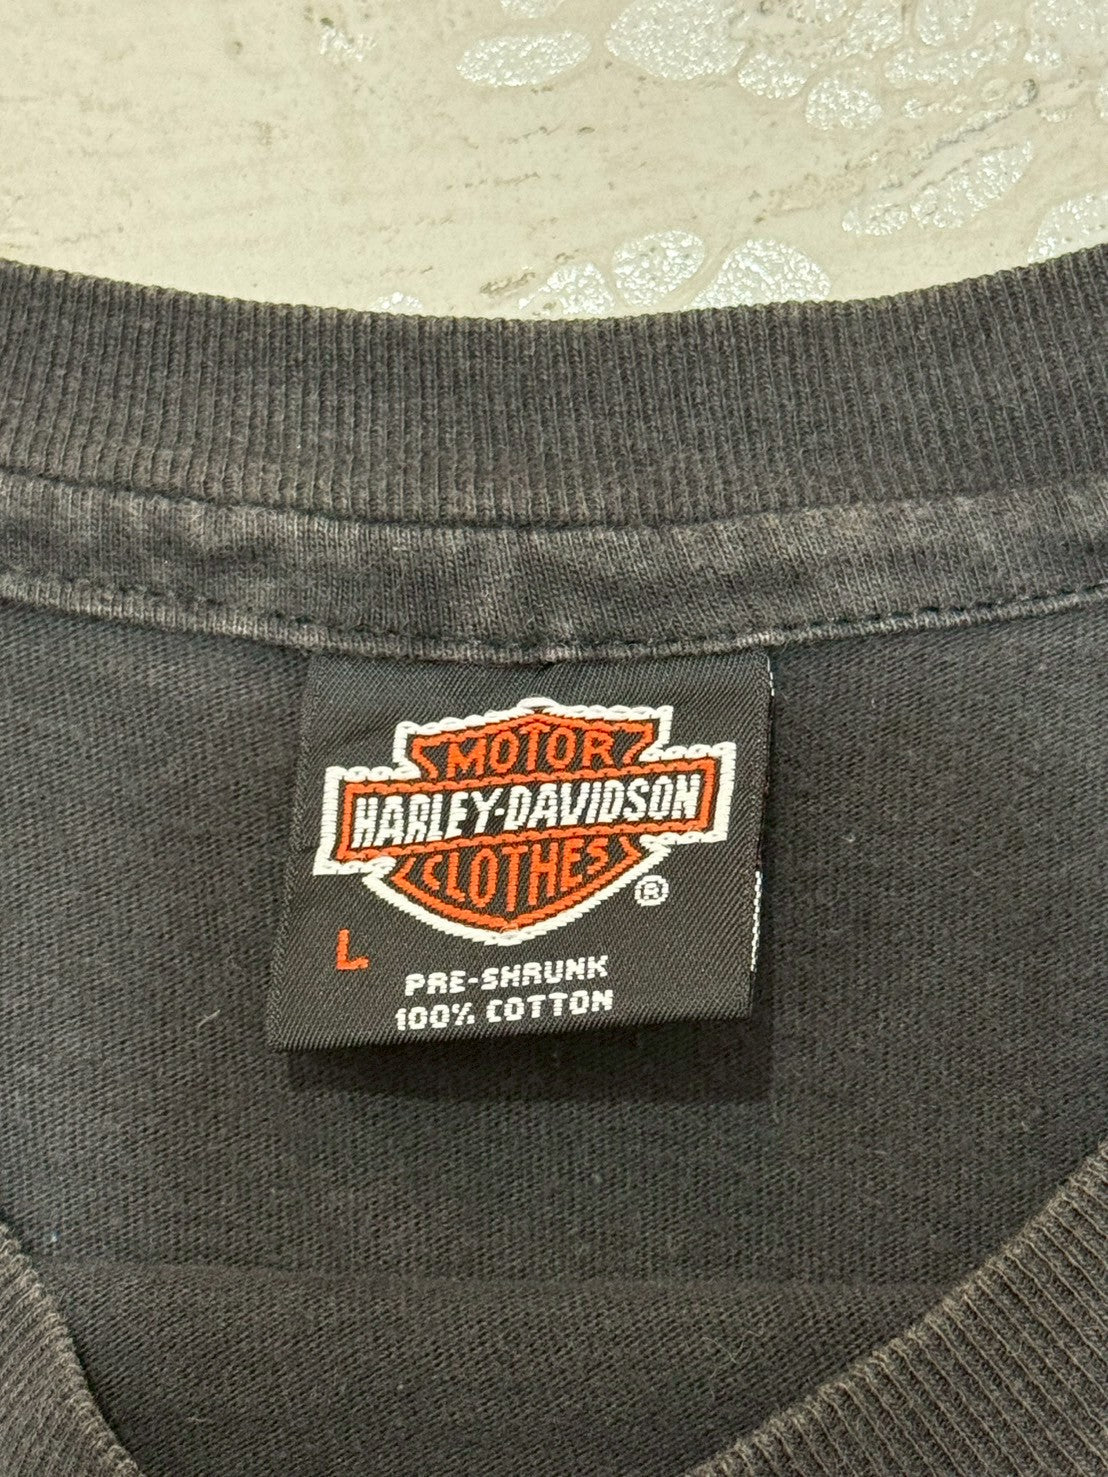 MOTOR
HARLEY-DAVIDSON
CLOTHES
®
L
PRE-SHRUNK
100% COTTON